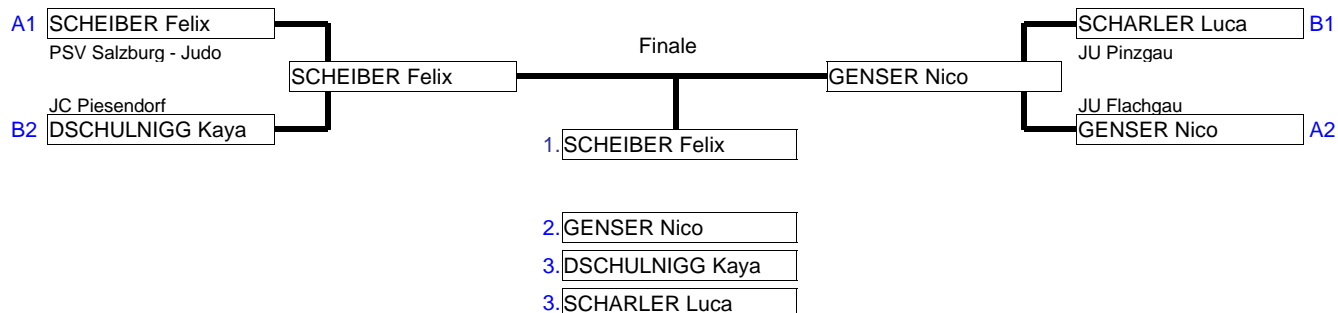 A1 SCHEIBER Felix
PSV Salzburg - Judo
SCHEIBER Felix
JC Piesendorf
B2 DSCHULNIGG Kaya
Finale
SCHARLER Luca B1
JU Pinzgau
GENSER Nico
JU Flachgau
GENSER Nico A2
1. SCHEIBER Felix
2. GENSER Nico
3. DSCHULNIGG Kaya
3. SCHARLER Luca